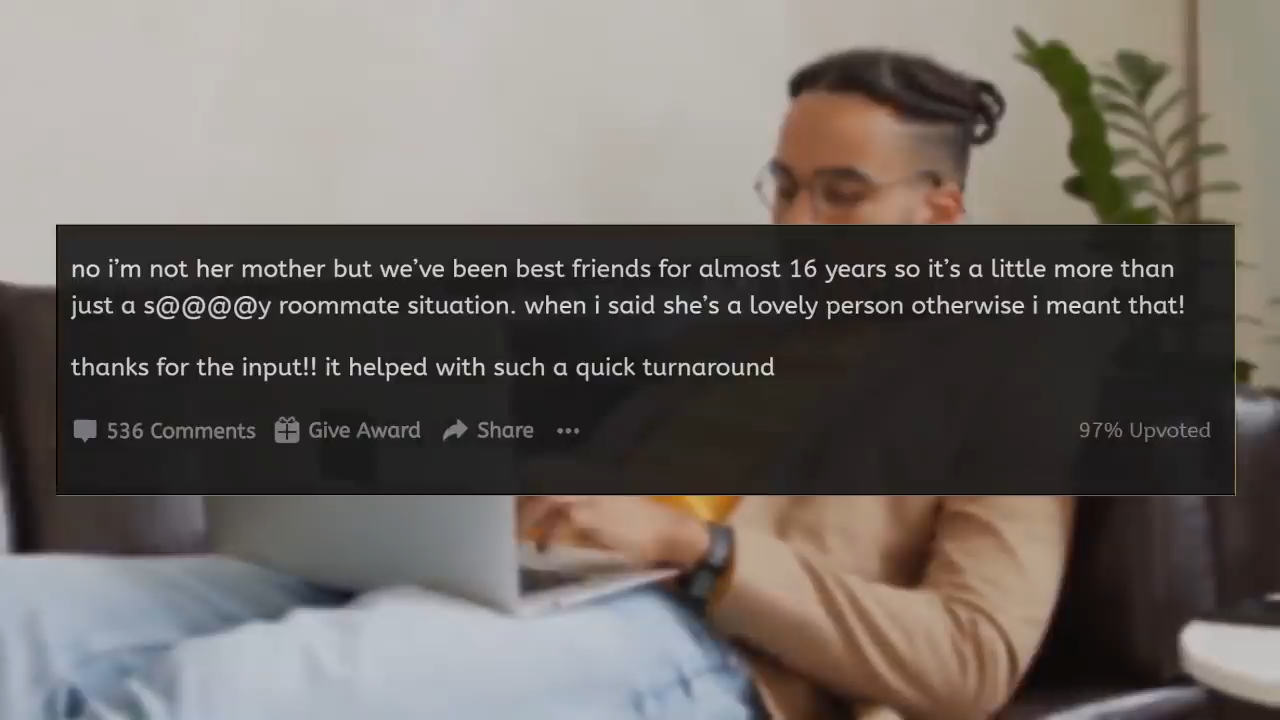 no i’m not her mother but we’ve been best friends for almost 16 years so it’s a little more than
just a s@@@@y roommate situation. when i said she’s a lovely person otherwise i meant that!
thanks for the input!! it helped with such a quick turnaround
536 Comments Give Award Share ••• 97% Upvoted